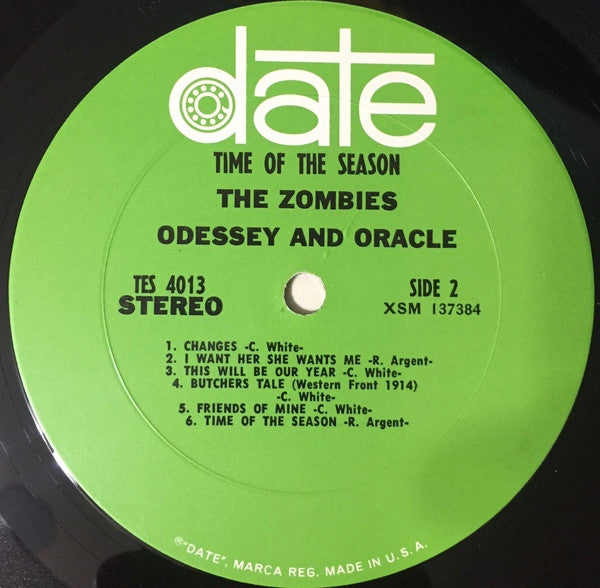 date
TIME OF THE SEASON
THE ZOMBIES
ODESSEY AND ORACLE
TES 4013 SIDE 2
STEREO XSM 137384
1. CHANGES -C. White-
2. I WANT HER SHE WANTS ME -R. Argent-
3. THIS WILL BE OUR YEAR -C. White-
4. BUTCHERS TALE (Western Front 1914)
-C. White-
5. FRIENDS OF MINE -C. White-
6. TIME OF THE SEASON -R. Argent-
®"DATE", MARCA REG. MADE IN U.S.A.